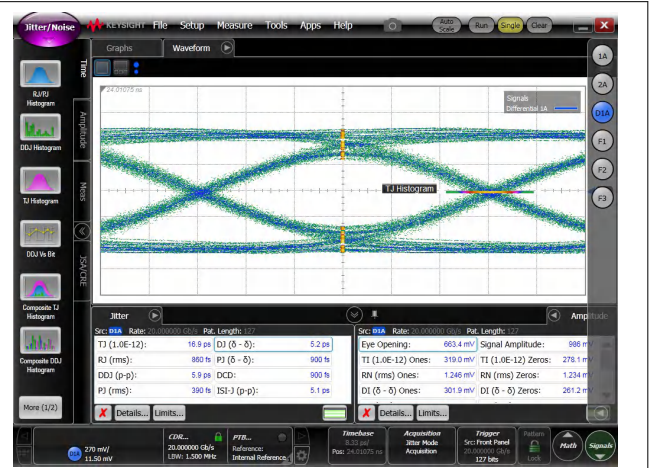 Jitter/Noise
KEYSIGHT File Setup Measure Tools Apps Help
Auto Scale Run Single Clear
Graphs Waveform
Time
Amplitude
Meas
JSA/CRE
RJ/PJ Histogram
DDJ Histogram
TJ Histogram
DDJ Vs Bit
Composite TJ Histogram
Composite DDJ Histogram
More (1/2)
24.01075 ns
Signals
Differential 1A
TJ Histogram
1A
2A
D1A
F1
F2
F3
Jitter
Src: D1A Rate: 20.000000 Gb/s Pat. Length: 127
TJ (1.0E-12): 16.9 ps DJ (δ - δ): 5.2 ps
RJ (rms): 860 fs PJ (δ - δ): 900 fs
DDJ (p-p): 5.9 ps DCD: 900 fs
PJ (rms): 390 fs ISI-J (p-p): 5.1 ps
Details... Limits...
Amplitude
Src: D1A Rate: 20.000000 Gb/s Pat. Length: 127
Eye Opening: 663.4 mV Signal Amplitude: 986 mV
TI (1.0E-12) Ones: 319.0 mV TI (1.0E-12) Zeros: 278.1 mV
RN (rms) Ones: 1.246 mV RN (rms) Zeros: 1.234 mV
DI (δ - δ) Ones: 301.9 mV DI (δ - δ) Zeros: 261.2 mV
Details... Limits...
D1A
270 mV/
11.50 mV
CDR...
20.000000 Gb/s
LBW: 1.500 MHz
PTB...
Reference:
Internal Reference
Timebase
8.33 ps/
Pos: 24.01075 ns
Acquisition
Jitter Mode
Acquisition
Trigger
Src: Front Panel
20.000000 Gb/s
127 bits
Pattern
Lock
Math
Signals